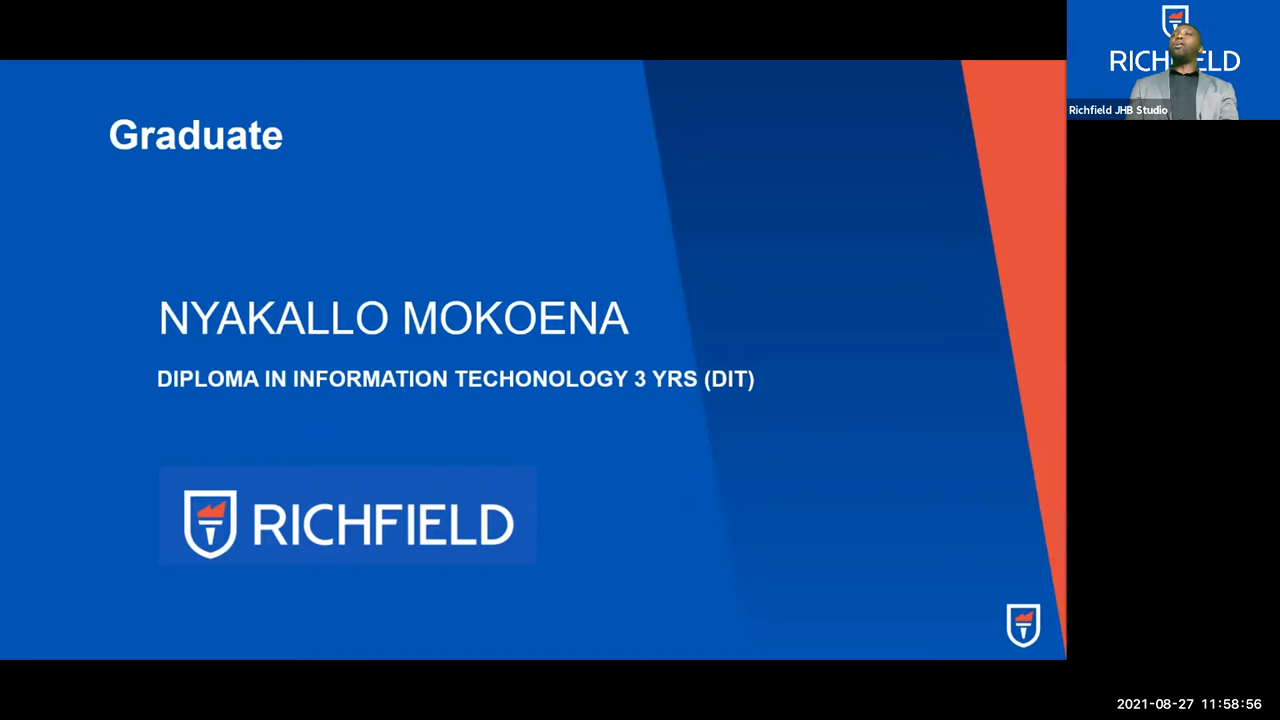 Graduate
NYAKALLO MOKOENA
DIPLOMA IN INFORMATION TECHONOLOGY 3 YRS (DIT)
RICHFIELD
Richfield JHB Studio
2021-08-27 11:58:56